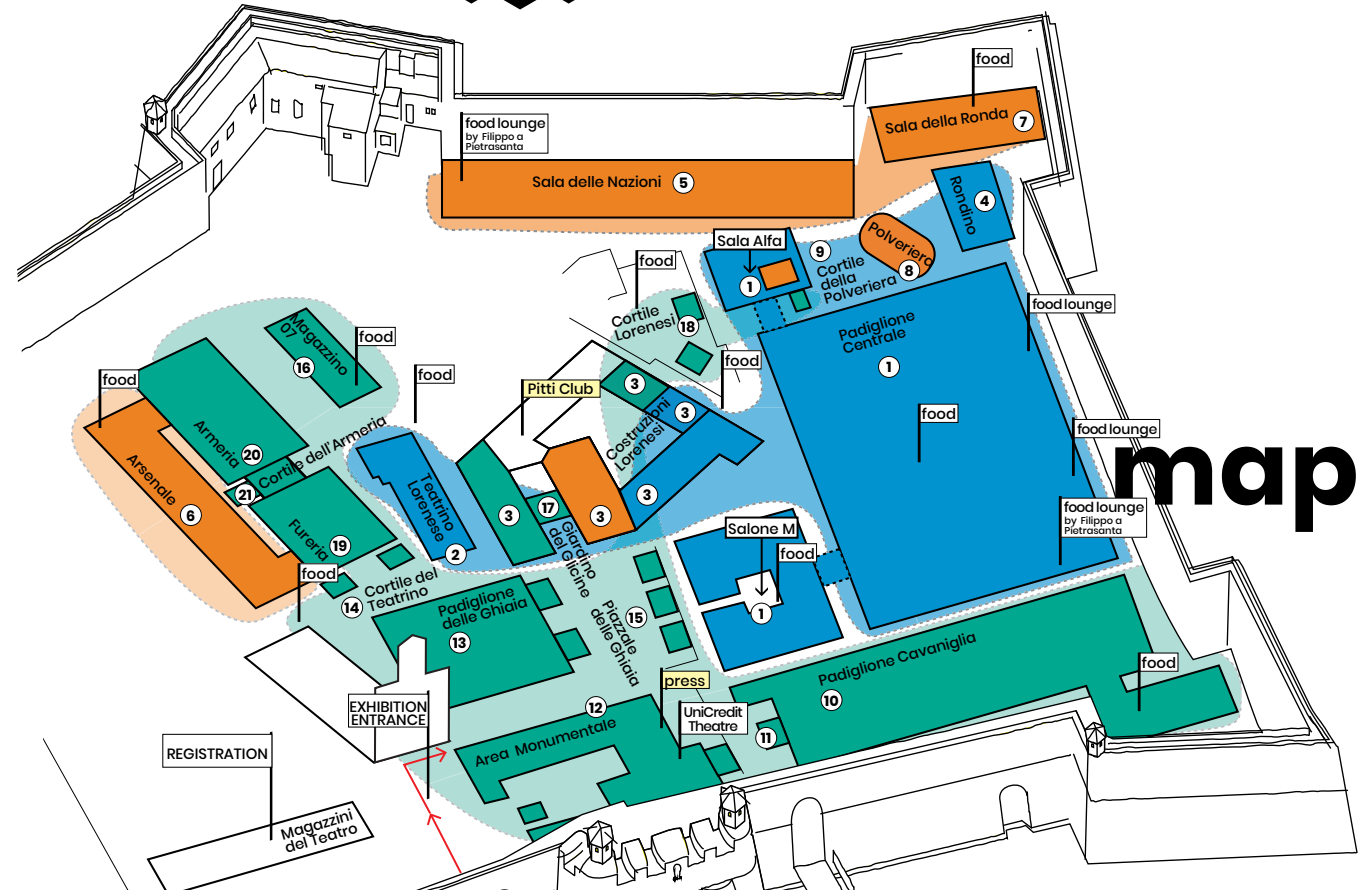 food
Sala della Ronda
7
food lounge
by Filippo a
Pietrasanta
Sala delle Nazioni
5
Rondino
4
Sala Alfa
1
9
Cortile
della
Polveriera
Polveriera
8
food
Cortile
Lorenesi
18
food lounge
Padiglione
Centrale
1
food
food lounge
food lounge
by Filippo a
Pietrasanta
map
Magazzino
07
16
food
food
food
Armeria
20
Cortile dell'Armeria
21
Arsenale
6
Fureria
19
food
Teatrino
Lorenese
2
Pitti Club
3
Costruzioni
Lorenesi
3
3
food
3
17
3
Giardino
del Glicine
Salone M
food
1
food
14
Cortile del
Teatrino
Padiglione
delle Ghiaia
13
Piazzale
delle Ghiaia
15
Padiglione Cavaniglia
10
food
press
UniCredit
Theatre
11
12
Area Monumentale
EXHIBITION
ENTRANCE
REGISTRATION
Magazzini
del Teatro